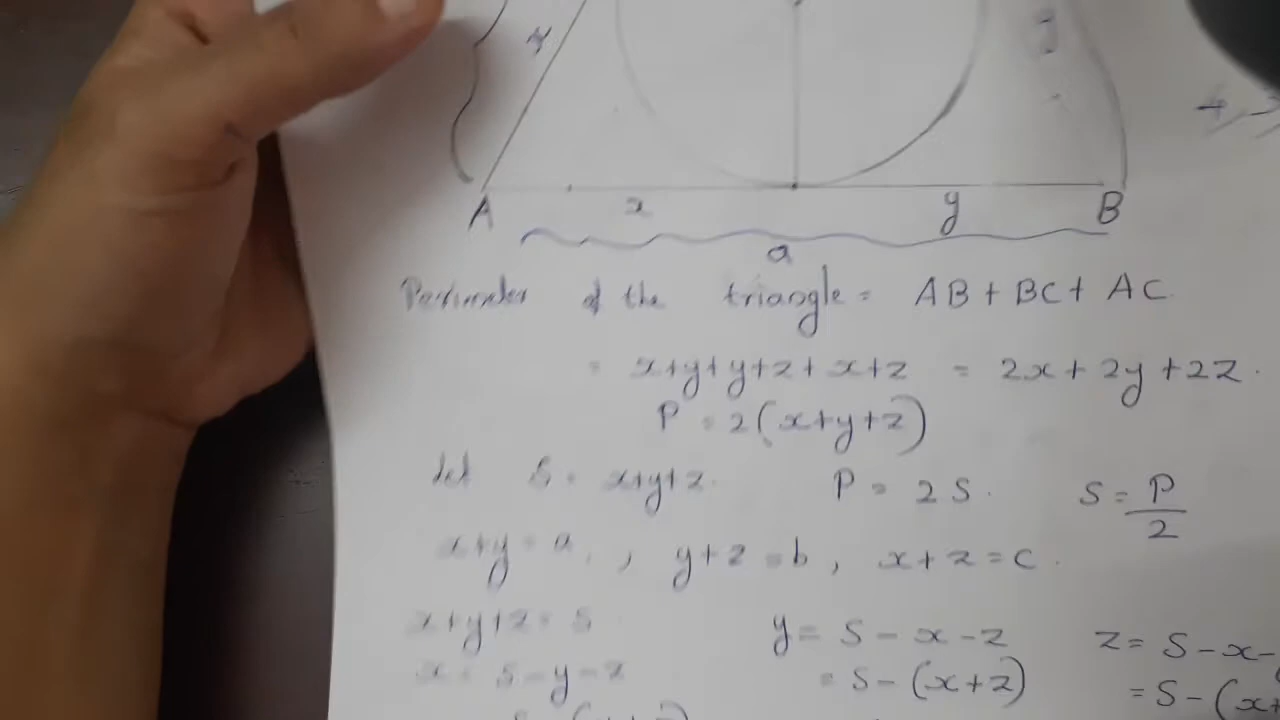 x
A x y B
a
Perimeter of the triangle = AB + BC + AC
= x+y+y+z+x+z = 2x + 2y + 2z.
P = 2(x+y+z)
let S = x+y+z. P = 2S. S = P/2
x+y = a, y+z = b, x+z = c.
x+y+z = S. y = S - x - z z = S - x -
x = S - y - z = S - (x+z) = S - (x+